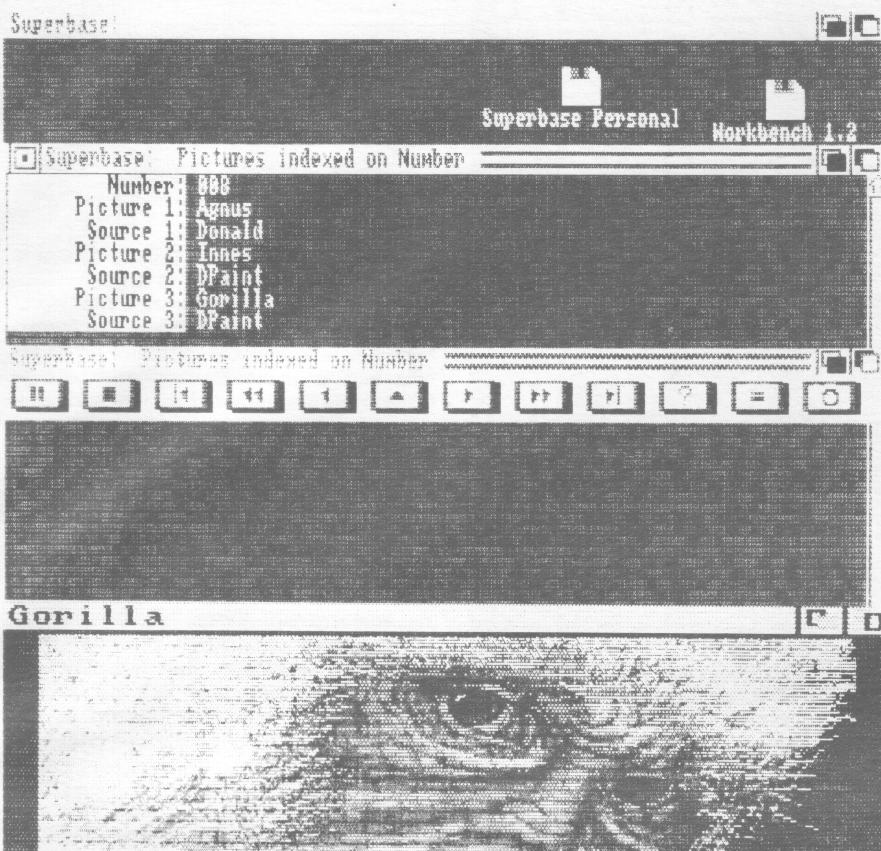 Superbase:
Superbase Personal
Workbench 1.2
Superbase: Pictures indexed on Number
Number: 008
Picture 1: Agnus
Source 1: Donald
Picture 2: Innes
Source 2: DPaint
Picture 3: Gorilla
Source 3: DPaint
Superbase: Pictures indexed on Number
?
=
Gorilla